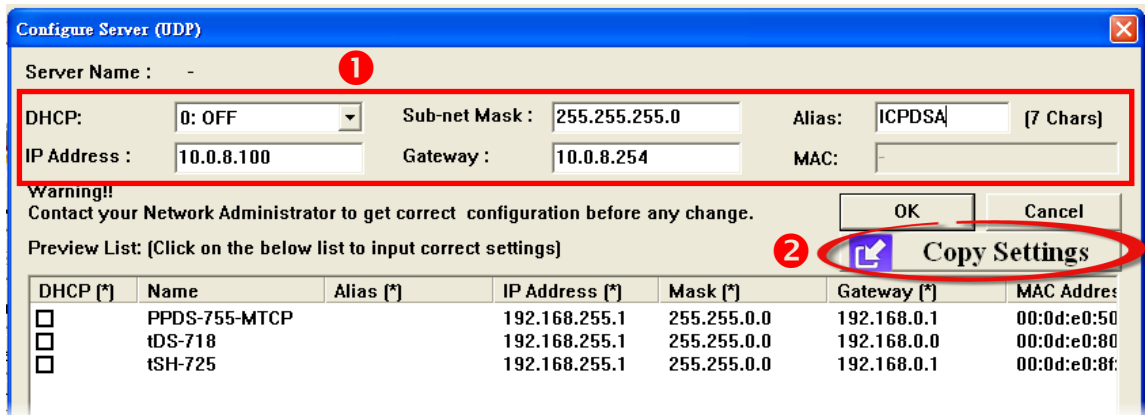 Configure Server (UDP)
Server Name : -
1
DHCP: 0: OFF Sub-net Mask : 255.255.255.0 Alias: ICPDSA (7 Chars)
IP Address : 10.0.8.100 Gateway : 10.0.8.254 MAC: -
Warning!!
Contact your Network Administrator to get correct configuration before any change.
OK Cancel
Preview List: (Click on the below list to input correct settings)
2 Copy Settings
DHCP (*) Name Alias (*) IP Address (*) Mask (*) Gateway (*) MAC Addres
PPDS-755-MTCP 192.168.255.1 255.255.0.0 192.168.0.1 00:0d:e0:50
tDS-718 192.168.255.1 255.255.0.0 192.168.0.0 00:0d:e0:80
tSH-725 192.168.255.1 255.255.0.0 192.168.0.1 00:0d:e0:8f: